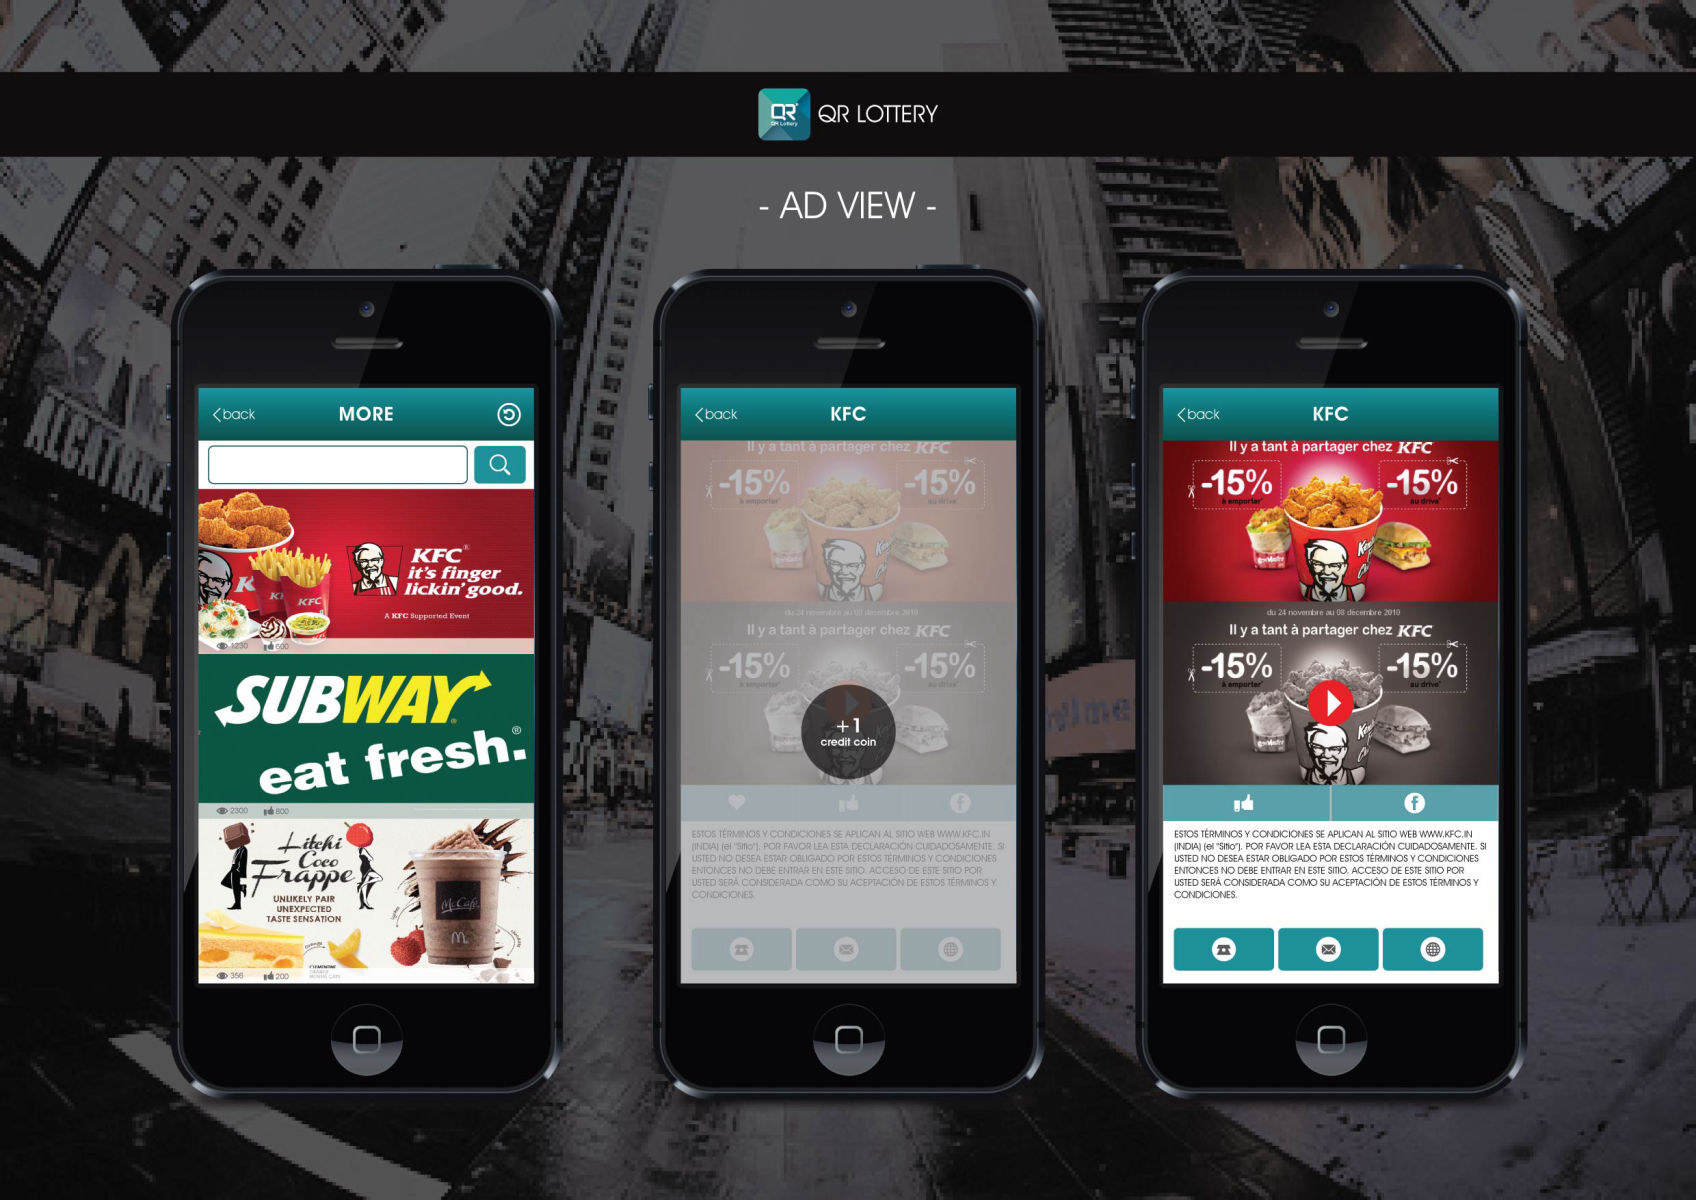 QR
QR Lottery
QR LOTTERY
- AD VIEW -
back
MORE
KFC
it's finger
lickin' good.
A KFC Supported Event
K
KFC
KFC
1230
600
SUBWAY®
eat fresh.®
2300
800
Litchi
Coco
Frappe
UNLIKELY PAIR
UNEXPECTED
TASTE SENSATION
McCafé
CLEMENTINE
356
200
back
KFC
Il y a tant à partager chez KFC
-15%
à emporter*
-15%
au drive*
du 24 novembre au 08 décembre 2010
Il y a tant à partager chez KFC
-15%
à emporter*
-15%
au drive*
+1
credit coin
ESTOS TÉRMINOS Y CONDICIONES SE APLICAN AL SITIO WEB WWW.KFC.IN
(INDIA) (el "Sitio"). POR FAVOR LEA ESTA DECLARACIÓN CUIDADOSAMENTE. SI
USTED NO DESEA ESTAR OBLIGADO POR ESTOS TÉRMINOS Y CONDICIONES
ENTONCES NO DEBE ENTRAR EN ESTE SITIO. ACCESO DE ESTE SITIO POR
USTED SERÁ CONSIDERADA COMO SU ACEPTACIÓN DE ESTOS TÉRMINOS Y
CONDICIONES.
back
KFC
Il y a tant à partager chez KFC
-15%
à emporter*
-15%
au drive*
du 24 novembre au 08 décembre 2010
Il y a tant à partager chez KFC
-15%
à emporter*
-15%
au drive*
ESTOS TÉRMINOS Y CONDICIONES SE APLICAN AL SITIO WEB WWW.KFC.IN
(INDIA) (el "Sitio"). POR FAVOR LEA ESTA DECLARACIÓN CUIDADOSAMENTE. SI
USTED NO DESEA ESTAR OBLIGADO POR ESTOS TÉRMINOS Y CONDICIONES
ENTONCES NO DEBE ENTRAR EN ESTE SITIO. ACCESO DE ESTE SITIO POR
USTED SERÁ CONSIDERADA COMO SU ACEPTACIÓN DE ESTOS TÉRMINOS Y
CONDICIONES.